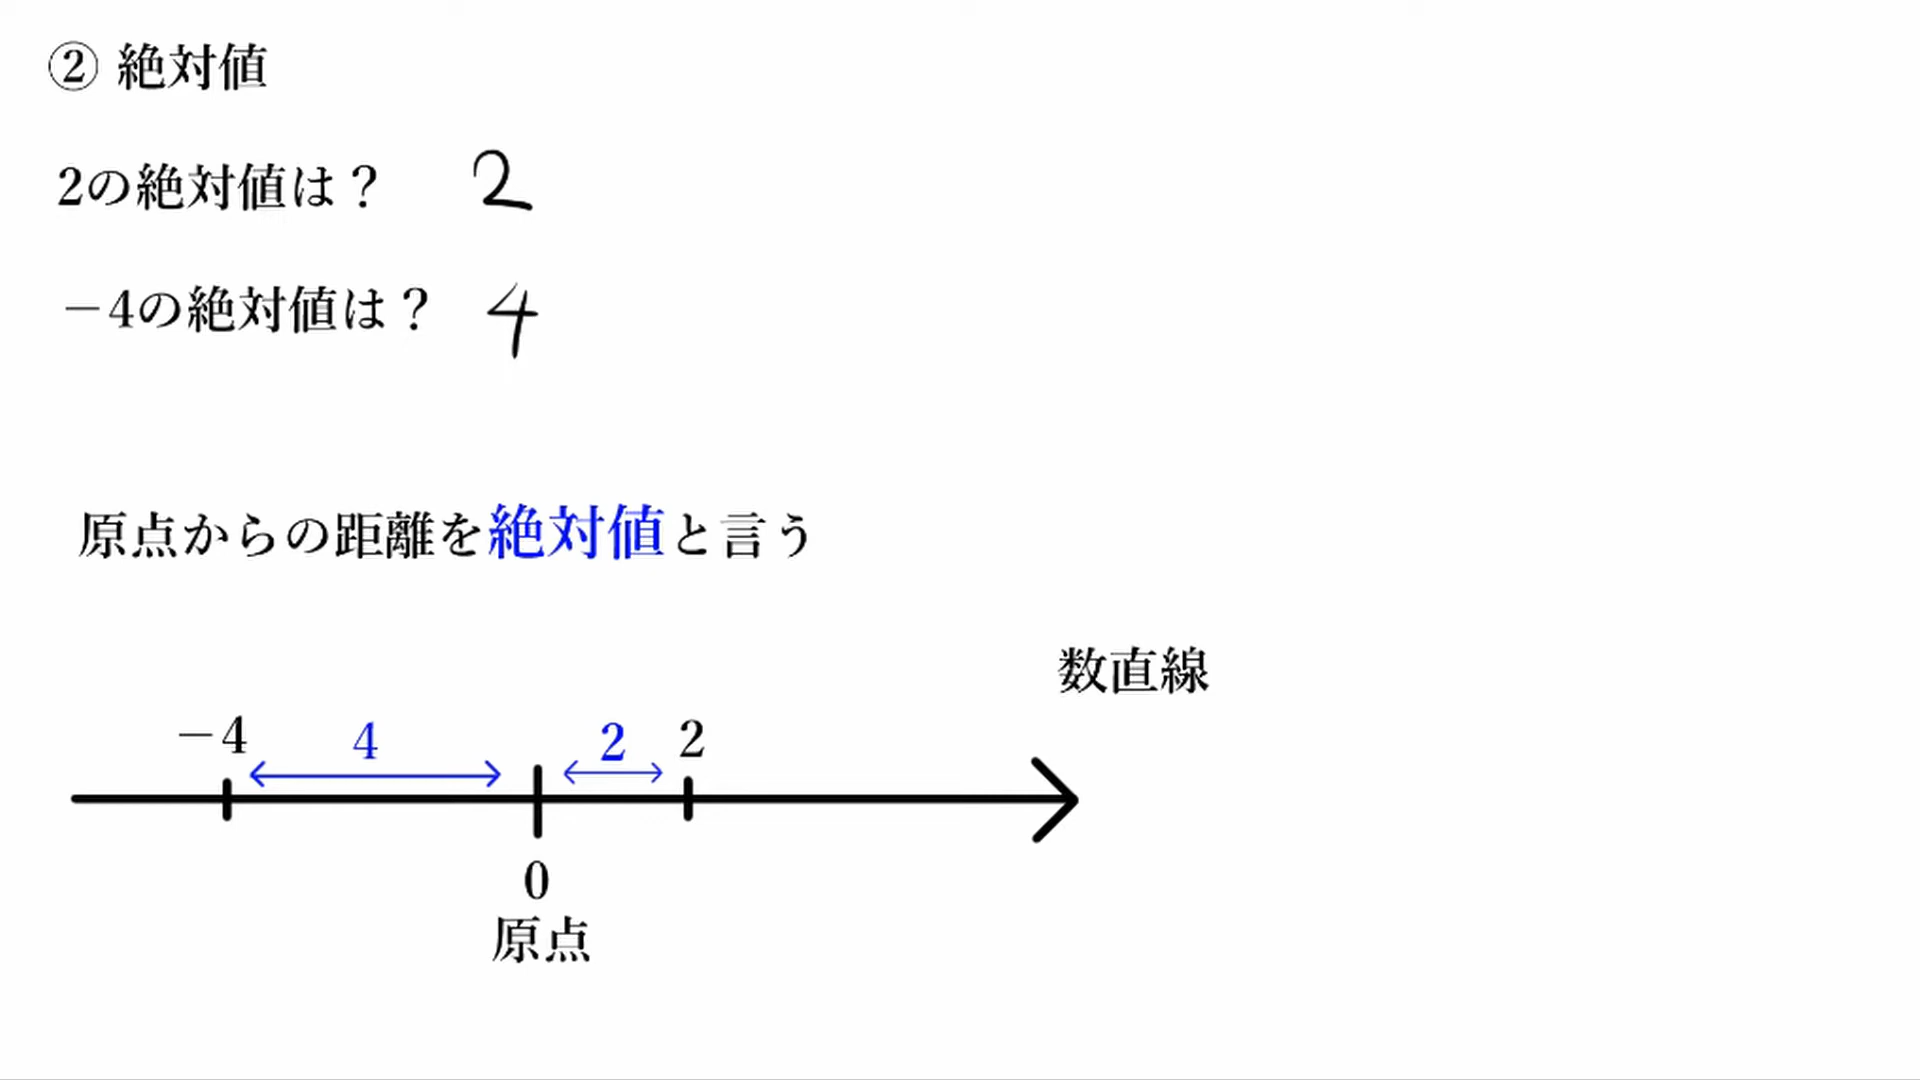 ② 絶対値
2の絶対値は？ 2
−4の絶対値は？ 4
原点からの距離を絶対値と言う
数直線
−4 4 2 2
0
原点